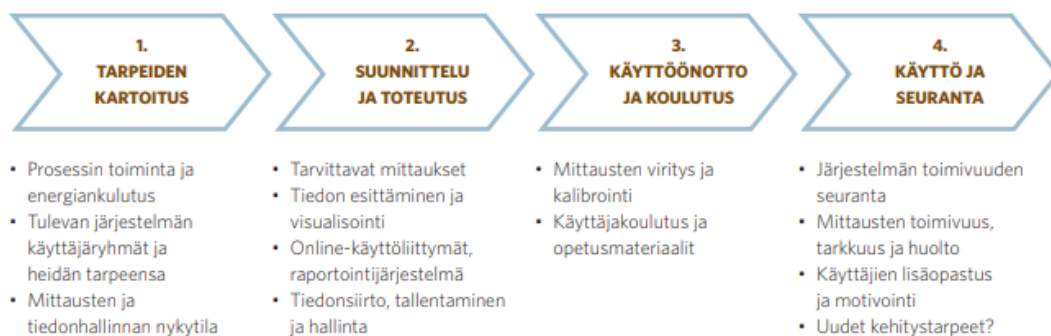 1.
TARPEIDEN
KARTOITUS
• Prosessin toiminta ja
energiankulutus
• Tulevan järjestelmän
käyttäjäryhmät ja
heidän tarpeensa
• Mittausten ja
tiedonhallinnan nykytila
2.
SUUNNITTELU
JA TOTEUTUS
• Tarvittavat mittaukset
• Tiedon esittäminen ja
visualisointi
• Online-käyttöliittymät,
raportointijärjestelmä
• Tiedonsiirto, tallentaminen
ja hallinta
3.
KÄYTTÖÖNOTTO
JA KOULUTUS
• Mittausten viritys ja
kalibrointi
• Käyttäjakoulutus ja
opetusmateriaalit
4.
KÄYTTÖ JA
SEURANTA
• Järjestelmän toimivuuden
seuranta
• Mittausten toimivuus,
tarkkuus ja huolto
• Käyttäjien lisäopastus
ja motivointi
• Uudet kehitystarpeet?